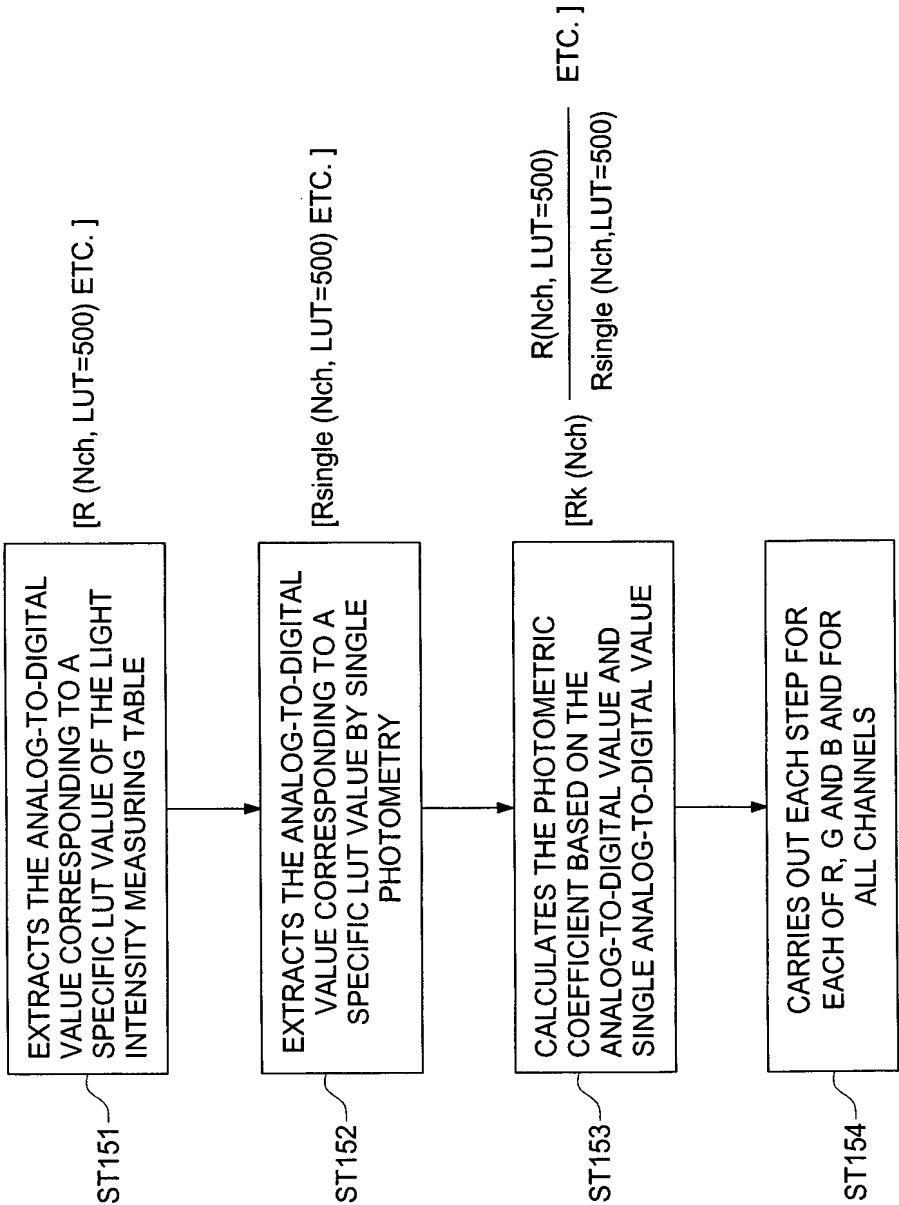 ST151
EXTRACTS THE ANALOG-TO-DIGITAL
VALUE CORRESPONDING TO A
SPECIFIC LUT VALUE OF THE LIGHT
INTENSITY MEASURING TABLE
[R (Nch, LUT=500) ETC. ]
ST152
EXTRACTS THE ANALOG-TO-DIGITAL
VALUE CORRESPONDING TO A
SPECIFIC LUT VALUE BY SINGLE
PHOTOMETRY
[Rsingle (Nch, LUT=500) ETC. ]
ST153
CALCULATES THE PHOTOMETRIC
COEFFICIENT BASED ON THE
ANALOG-TO-DIGITAL VALUE AND
SINGLE ANALOG-TO-DIGITAL VALUE
[Rk (Nch)
R(Nch, LUT=500)
Rsingle (Nch,LUT=500)
ETC. ]
ST154
CARRIES OUT EACH STEP FOR
EACH OF R, G AND B AND FOR
ALL CHANNELS